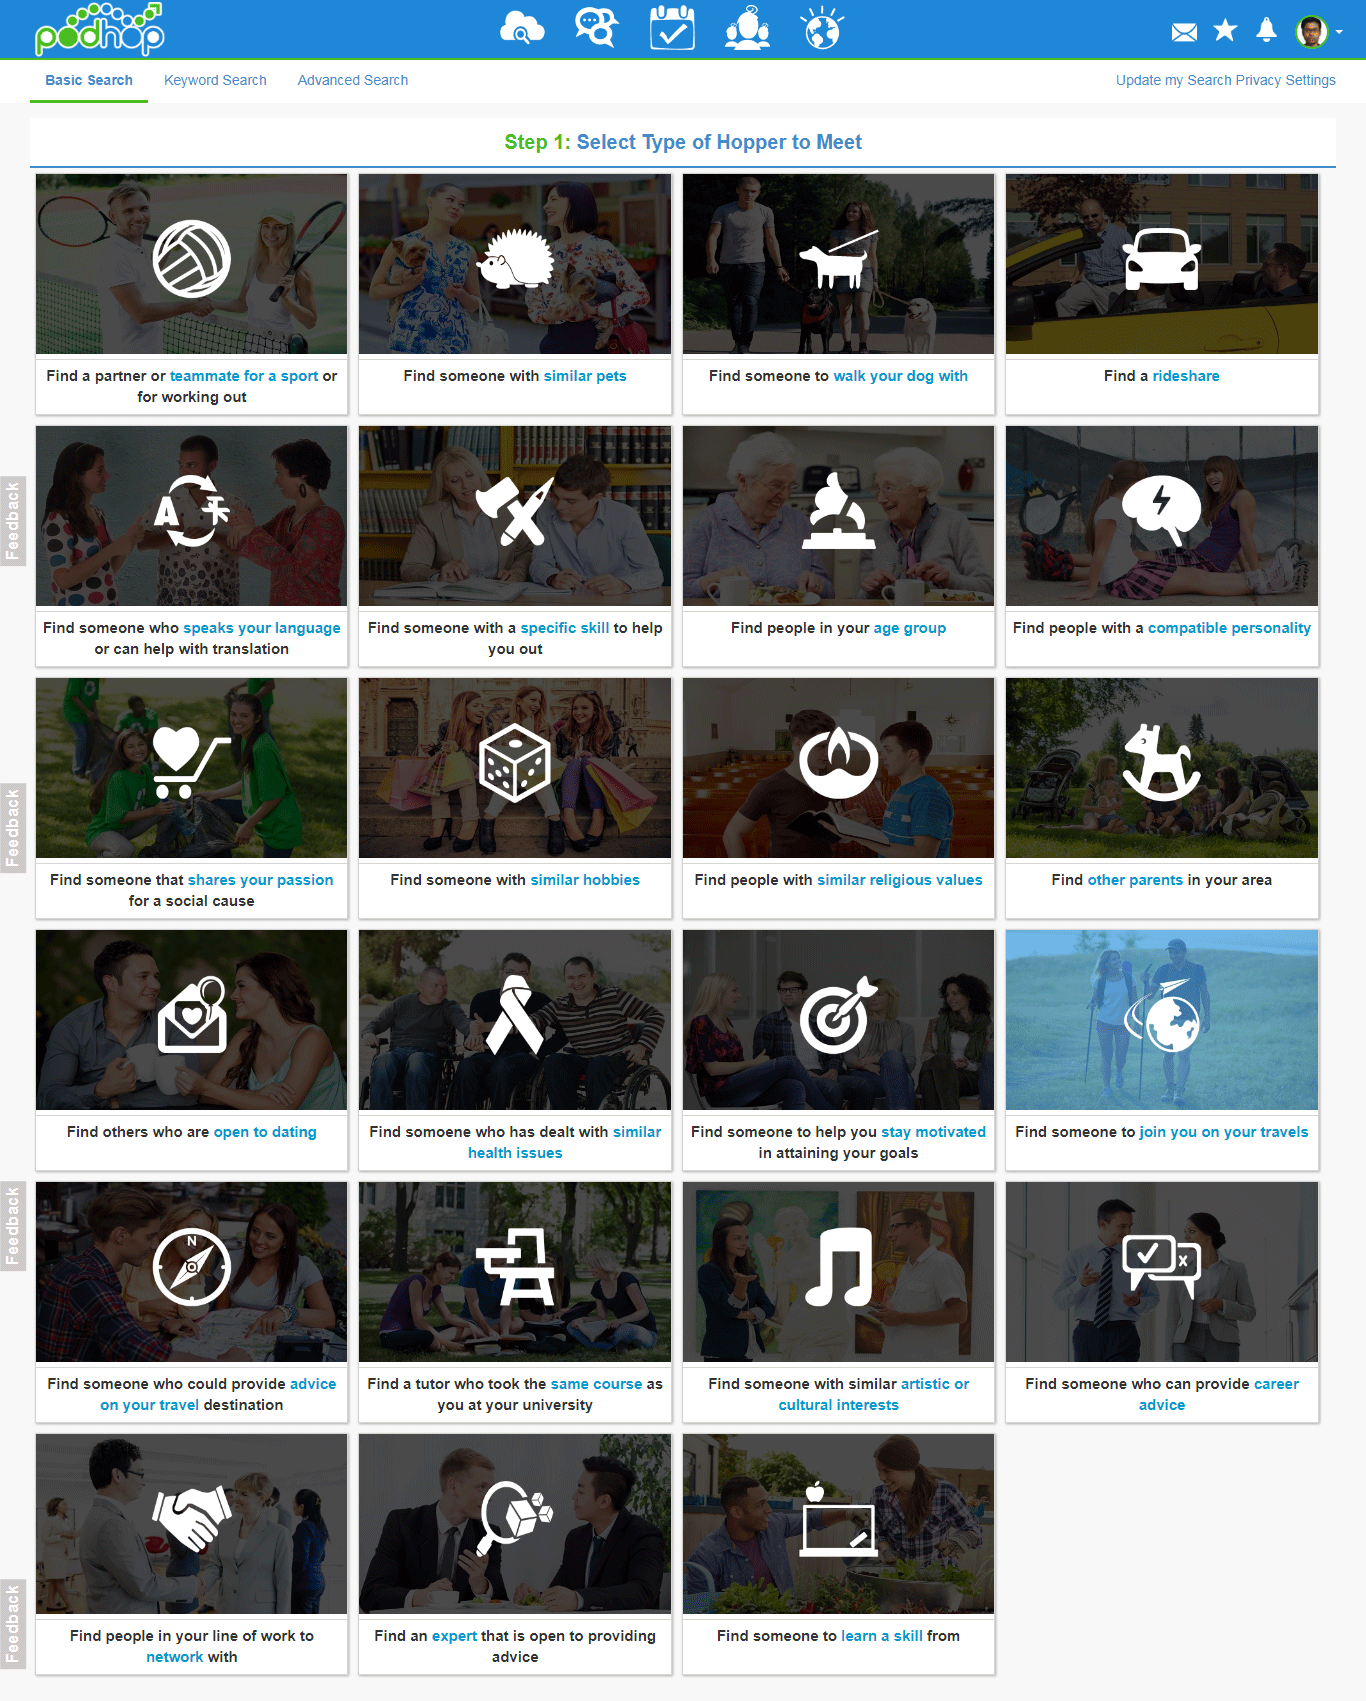 podhop
Basic Search
Keyword Search
Advanced Search
Update my Search Privacy Settings
Step 1: Select Type of Hopper to Meet
Find a partner or teammate for a sport or
for working out
Find someone with similar pets
Find someone to walk your dog with
Find a rideshare
A
Find someone who speaks your language
or can help with translation
Find someone with a specific skill to help
you out
Find people in your age group
Find people with a compatible personality
Feedback
Find someone that shares your passion
for a social cause
Find someone with similar hobbies
Find people with similar religious values
Find other parents in your area
Feedback
Find others who are open to dating
Find somoene who has dealt with similar
health issues
Find someone to help you stay motivated
in attaining your goals
Find someone to join you on your travels
Feedback
N
Find someone who could provide advice
on your travel destination
Find a tutor who took the same course as
you at your university
Find someone with similar artistic or
cultural interests
Find someone who can provide career
advice
Find people in your line of work to
network with
Find an expert that is open to providing
advice
Find someone to learn a skill from
Feedback